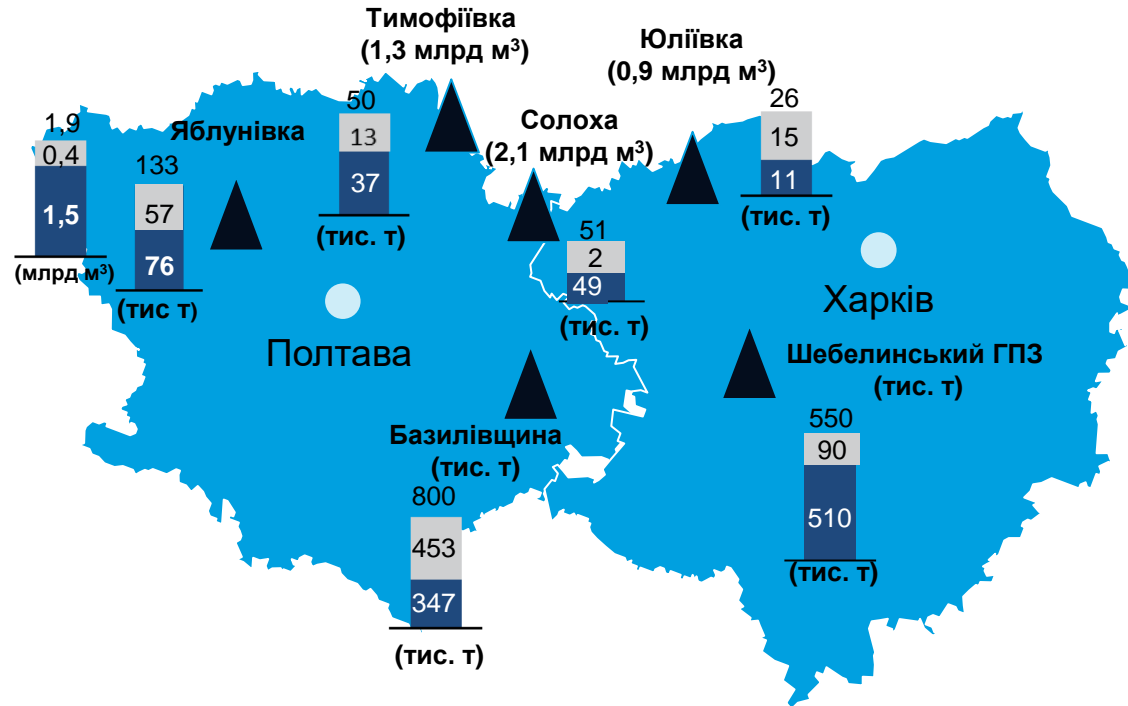 Тимофіївка
(1,3 млрд м³)
Юліївка
(0,9 млрд м³)
Солоха
(2,1 млрд м³)
Яблунівка
1,9
0,4
1,5
(млрд м³)
133
57
76
(тис т)
50
13
37
(тис. т)
26
15
11
(тис. т)
51
2
49
(тис. т)
Полтава
Харків
Шебелинський ГПЗ
(тис. т)
550
90
510
(тис. т)
Базилівщина
(тис. т)
800
453
347
(тис. т)